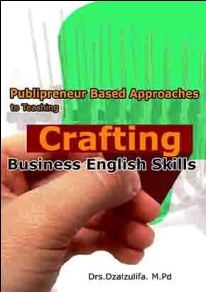 Publipreneur Based Approaches
to Teaching
Crafting
Business English Skills
Drs.Dzalzulifa. M.Pd